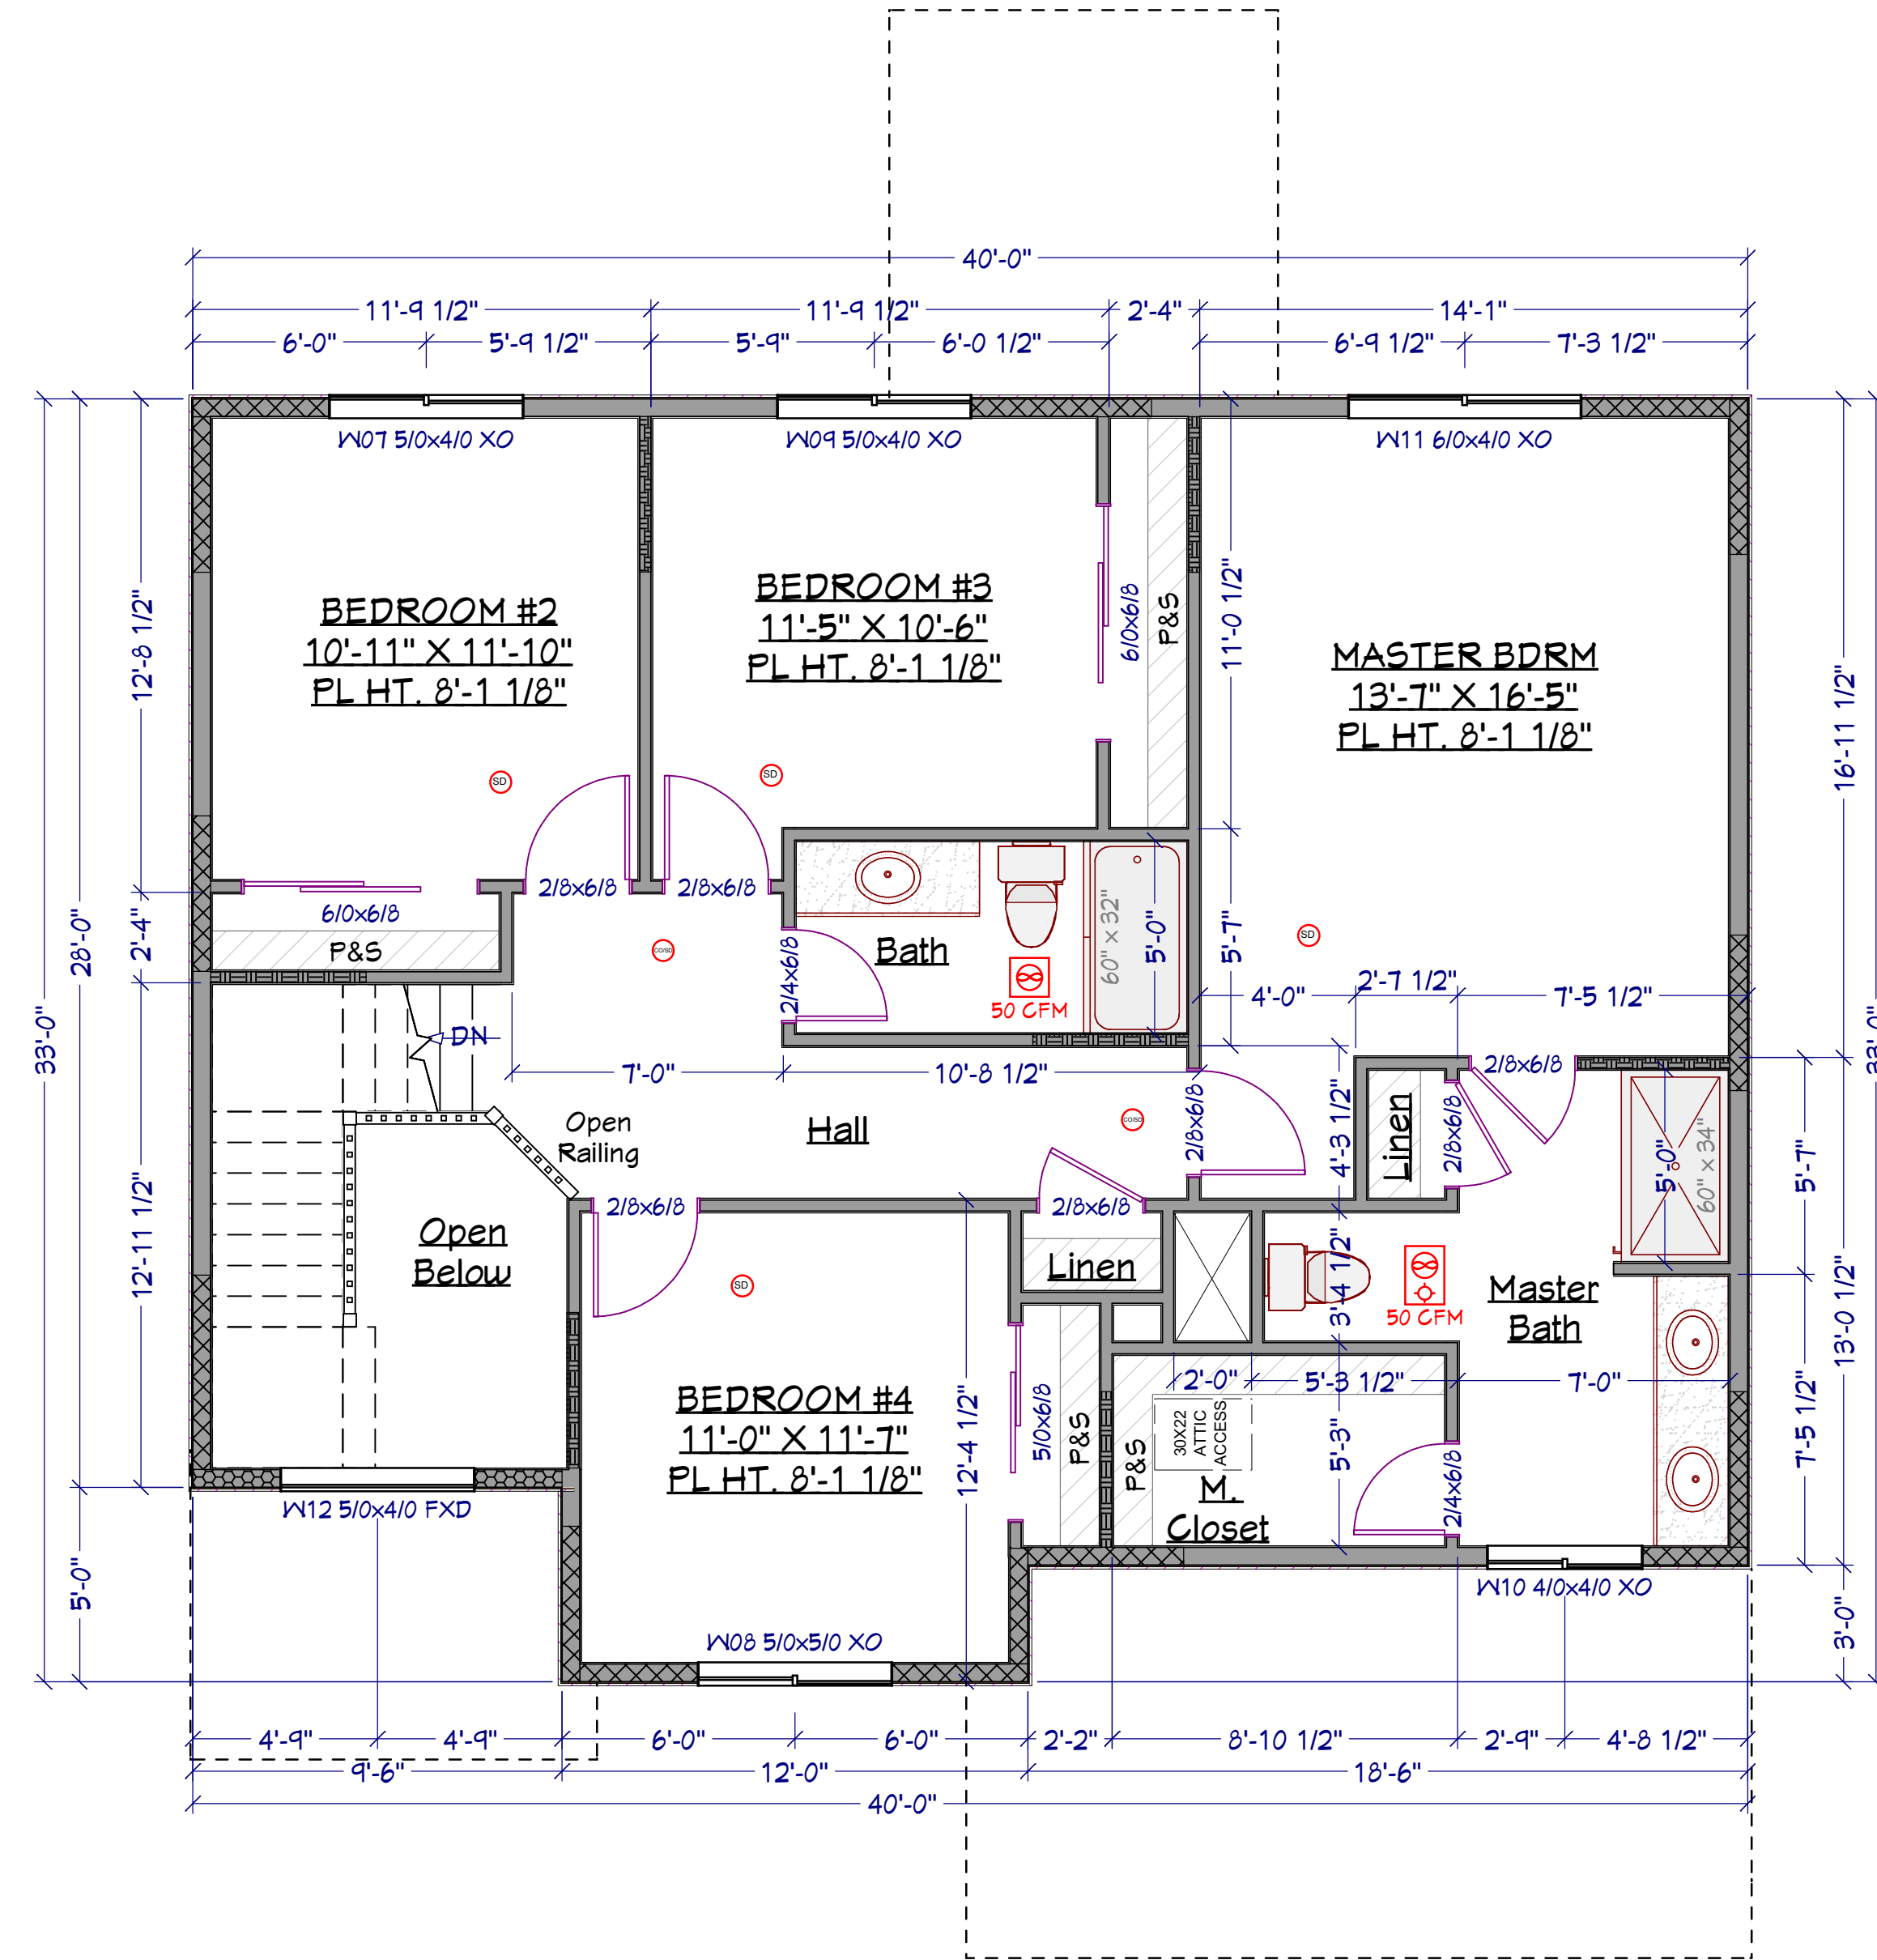 40'-0"
11'-9 1/2"
11'-9 1/2"
2'-4"
14'-1"
6'-0"
5'-9 1/2"
5'-9"
6'-0 1/2"
6'-9 1/2"
7'-3 1/2"
W07 5/0x4/0 XO
W09 5/0x4/0 XO
W11 6/0x4/0 XO
33'-0"
28'-0"
12'-8 1/2"
2'-4"
12'-11 1/2"
5'-0"
BEDROOM #2
10'-11" X 11'-10"
PL HT. 8'-1 1/8"
SD
BEDROOM #3
11'-5" X 10'-6"
PL HT. 8'-1 1/8"
SD
6/0x6/8
P&S
11'-0 1/2"
MASTER BDRM
13'-7" X 16'-5"
PL HT. 8'-1 1/8"
SD
16'-11 1/2"
33'-0"
2/8x6/8
2/8x6/8
6/0x6/8
P&S
CO/SD
2/4x6/8
Bath
50 CFM
60" x 32"
5'-0"
5'-7"
4'-0"
2'-7 1/2"
7'-5 1/2"
DN
7'-0"
10'-8 1/2"
Open
Railing
Hall
CO/SD
2/8x6/8
4'-3 1/2"
Linen
2/8x6/8
2/8x6/8
5'-0"
60" x 34"
5'-7"
Open
Below
2/8x6/8
2/8x6/8
SD
Linen
3'-4 1/2"
50 CFM
Master
Bath
13'-0 1/2"
BEDROOM #4
11'-0" X 11'-7"
PL HT. 8'-1 1/8"
12'-4 1/2"
5/0x6/8
P&S
P&S
2'-0"
5'-3 1/2"
7'-0"
30X22
ATTIC
ACCESS
5'-3"
M.
Closet
2/4x6/8
7'-5 1/2"
W12 5/0x4/0 FXD
W08 5/0x5/0 XO
W10 4/0x4/0 XO
3'-0"
4'-9"
4'-9"
6'-0"
6'-0"
2'-2"
8'-10 1/2"
2'-9"
4'-8 1/2"
9'-6"
12'-0"
18'-6"
40'-0"